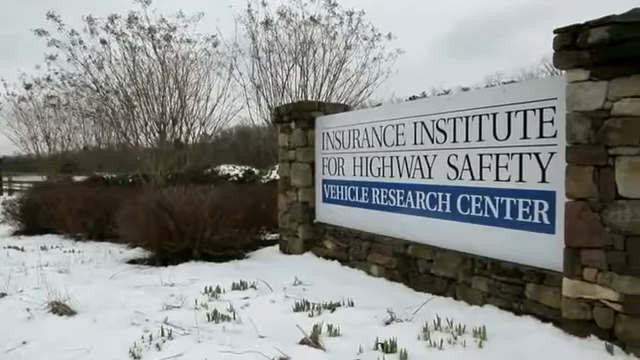 INSURANCE INSTITUTE
FOR HIGHWAY SAFETY
VEHICLE RESEARCH CENTER